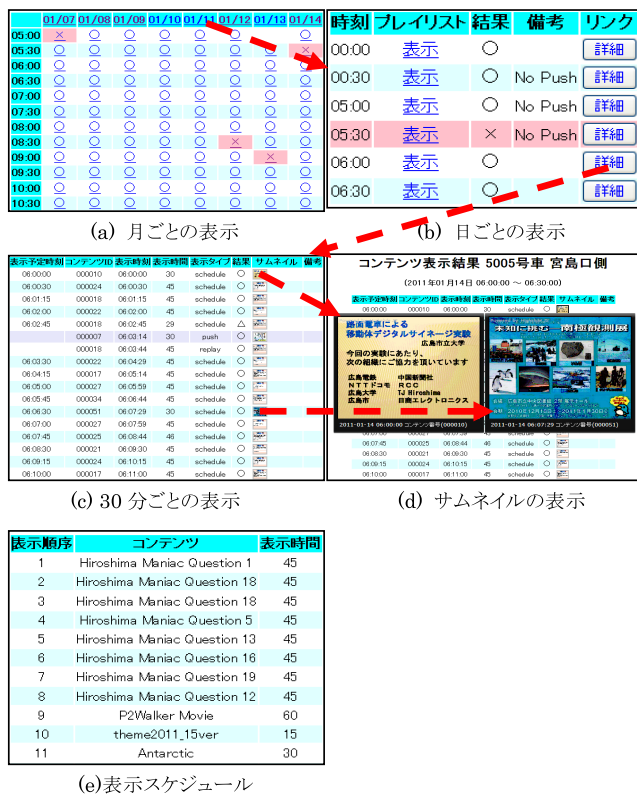 01/07 01/08 01/09 01/10 01/11 01/12 01/13 01/14
05:00 × ○ ○ ○ ○ ○ ○ ○
05:30 ○ ○ ○ ○ ○ ○ ○ ×
06:00 ○ ○ ○ ○ ○ ○ ○ ○
06:30 ○ ○ ○ ○ ○ ○ ○ ○
07:00 ○ ○ ○ ○ ○ ○ ○ ○
07:30 ○ ○ ○ ○ ○ ○ ○ ○
08:00 ○ ○ ○ ○ ○ ○ ○ ○
08:30 ○ ○ ○ ○ ○ × ○ ○
09:00 ○ ○ ○ ○ ○ ○ × ○
09:30 ○ ○ ○ ○ ○ ○ ○ ○
10:00 ○ ○ ○ ○ ○ ○ ○ ○
10:30 ○ ○ ○ ○ ○ ○ ○ ○
(a) 月ごとの表示
時刻 プレイリスト 結果 備考 リンク
00:00 表示 ○ 詳細
00:30 表示 ○ No Push 詳細
05:00 表示 ○ No Push 詳細
05:30 表示 × No Push 詳細
06:00 表示 ○ 詳細
06:30 表示 ○ 詳細
(b) 日ごとの表示
表示予定時刻 コンテンツID 表示時刻 表示時間 表示タイプ 結果 サムネイル 備考
06:00:00 000010 06:00:00 30 schedule ○
06:00:30 000024 06:00:30 45 schedule ○
06:01:15 000018 06:01:15 45 schedule ○
06:02:00 000022 06:02:00 45 schedule ○
06:02:45 000018 06:02:45 29 schedule △
000007 06:03:14 30 push ○
000018 06:03:44 45 replay ○
06:03:30 000022 06:04:29 45 schedule ○
06:04:15 000017 06:05:14 45 schedule ○
06:05:00 000027 06:05:59 45 schedule ○
06:05:45 000034 06:06:44 45 schedule ○
06:06:30 000051 06:07:29 30 schedule ○
06:07:00 000027 06:07:59 45 schedule ○
06:07:45 000025 06:08:44 46 schedule ○
06:08:30 000021 06:09:30 45 schedule ○
06:09:15 000024 06:10:15 45 schedule ○
06:10:00 000017 06:11:00 45 schedule ○
(c) 30 分ごとの表示
コンテンツ表示結果 5005号車 宮島口側
(2011年01月14日 06:00:00 ～ 06:30:00)
表示予定時刻 コンテンツID 表示時刻 表示時間 表示タイプ 結果 サムネイル 備考
06:00:00 000010 06:00:00 30 schedule ○
路面電車による
移動体デジタルサイネージ実験
広島市立大学
今回の実験にあたり、
次の組織にご協力を頂いています
広島電鉄 中国新聞社
NTTドコモ RCC
広島大学 TJ Hiroshima
広島市 日商エレクトロニクス
2011-01-14 06:00:00 コンテンツ番号(000010)
未知に挑む 南極観測展
2011-01-14 06:07:29 コンテンツ番号(000051)
06:07:45 000025 06:08:44 46 schedule ○
06:08:30 000021 06:09:30 45 schedule ○
06:09:15 000024 06:10:15 45 schedule ○
06:10:00 000017 06:11:00 45 schedule ○
(d) サムネイルの表示
表示順序 コンテンツ 表示時間
1 Hiroshima Maniac Question 1 45
2 Hiroshima Maniac Question 18 45
3 Hiroshima Maniac Question 18 45
4 Hiroshima Maniac Question 5 45
5 Hiroshima Maniac Question 13 45
6 Hiroshima Maniac Question 16 45
7 Hiroshima Maniac Question 19 45
8 Hiroshima Maniac Question 12 45
9 P2Walker Movie 60
10 theme2011_15ver 15
11 Antarctic 30
(e)表示スケジュール